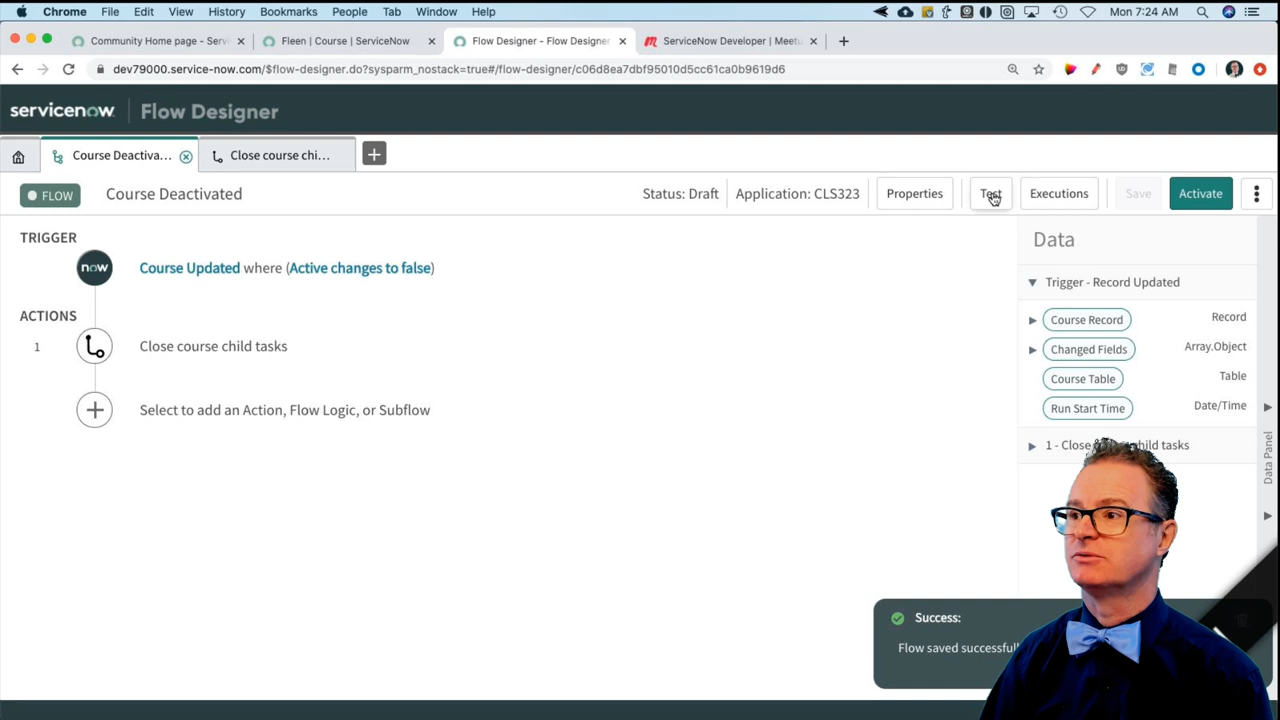 Chrome File Edit View History Bookmarks People Tab Window Help Mon 7:24 AM
Community Home page - Serv
Fleen | Course | ServiceNow
Flow Designer - Flow Designer
ServiceNow Developer | Meetu
dev79000.service-now.com/$flow-designer.do?sysparm_nostack=true#/flow-designer/c06d8ea7dbf95010d5cc61ca0b9619d6
servicenow Flow Designer
Course Deactiva...
Close course chi...
FLOW Course Deactivated Status: Draft Application: CLS323 Properties Test Executions Save Activate
TRIGGER
now Course Updated where (Active changes to false)
ACTIONS
1 Close course child tasks
Select to add an Action, Flow Logic, or Subflow
Data
Trigger - Record Updated
Course Record Record
Changed Fields Array.Object
Course Table Table
Run Start Time Date/Time
1 - Close child tasks
Data Panel
Success:
Flow saved successful